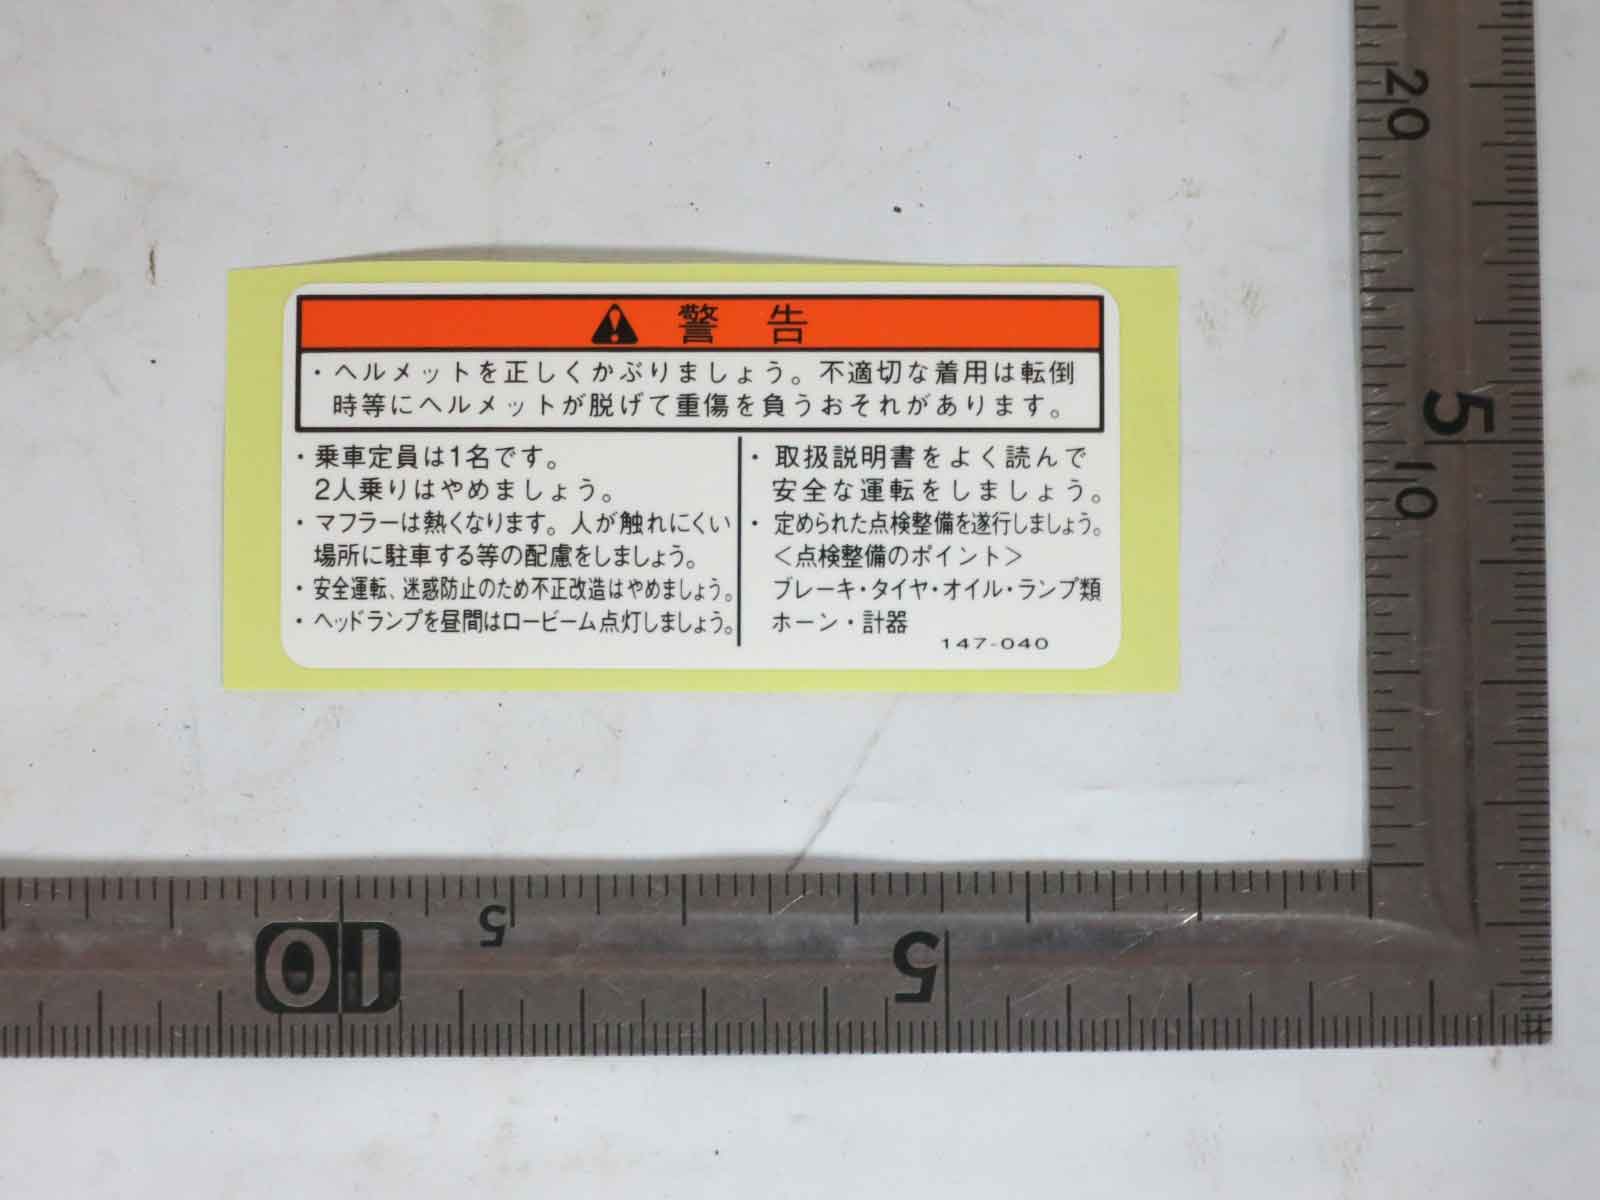 警告
・ヘルメットを正しくかぶりましょう。不適切な着用は転倒
時等にヘルメットが脱げて重傷を負うおそれがあります。
・乗車定員は1名です。
2人乗りはやめましょう。
・マフラーは熱くなります。人が触れにくい
場所に駐車する等の配慮をしましょう。
・安全運転、迷惑防止のため不正改造はやめましょう。
・ヘッドランプを昼間はロービーム点灯しましょう。
・取扱説明書をよく読んで
安全な運転をしましょう。
・定められた点検整備を遂行しましょう。
＜点検整備のポイント＞
ブレーキ・タイヤ・オイル・ランプ類
ホーン・計器
147-040
20
5
10
10
5
5